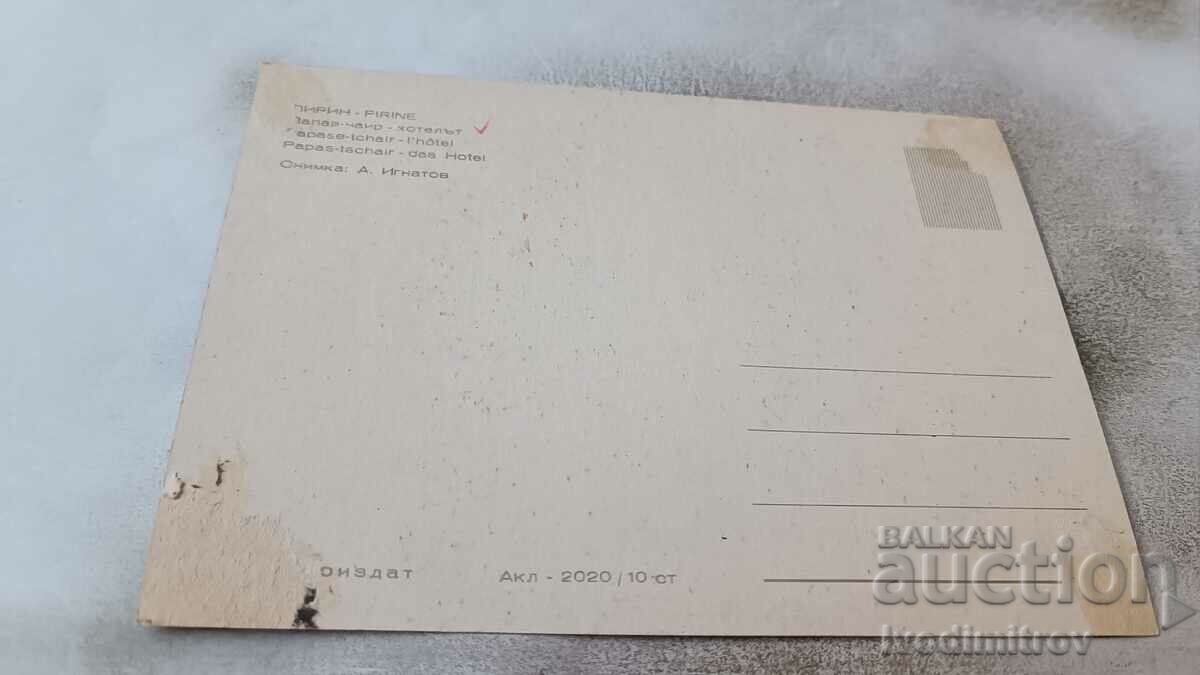 ПИРИН - PIRINE
Папаз-чаир - хотелът
Papase-tchair - l'hôtel
Papas-tschair - das Hotel
Снимка: А. Игнатов
оиздат
Акл - 2020 / 10 ст
BALKAN
auction
Ivodimitrov